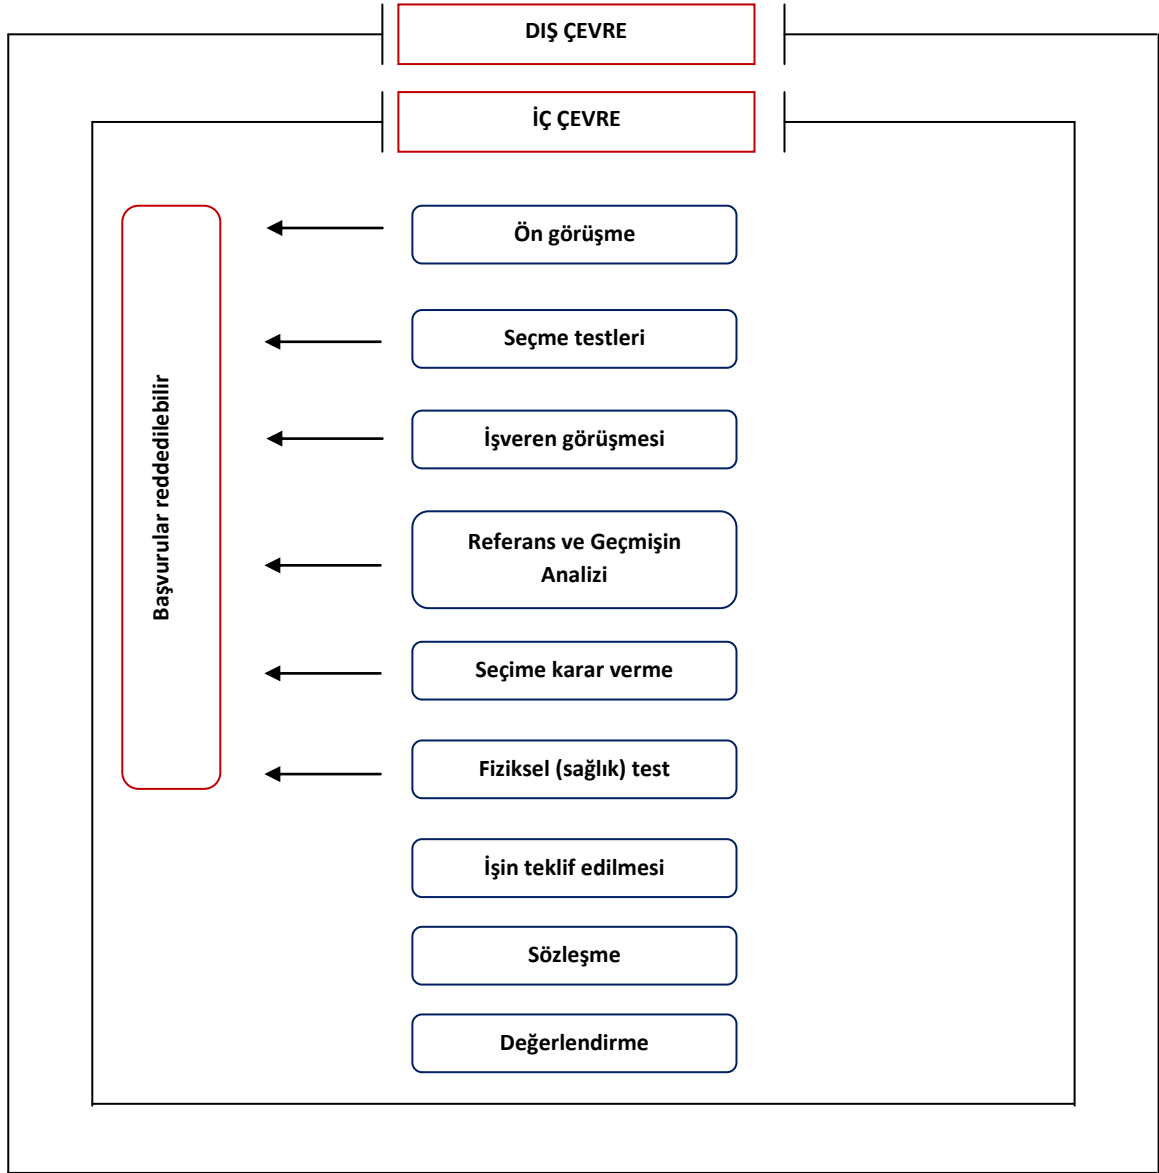 DIŞ ÇEVRE
İÇ ÇEVRE
Başvurular reddedilebilir
Ön görüşme
Seçme testleri
İşveren görüşmesi
Referans ve Geçmişin
Analizi
Seçime karar verme
Fiziksel (sağlık) test
İşin teklif edilmesi
Sözleşme
Değerlendirme